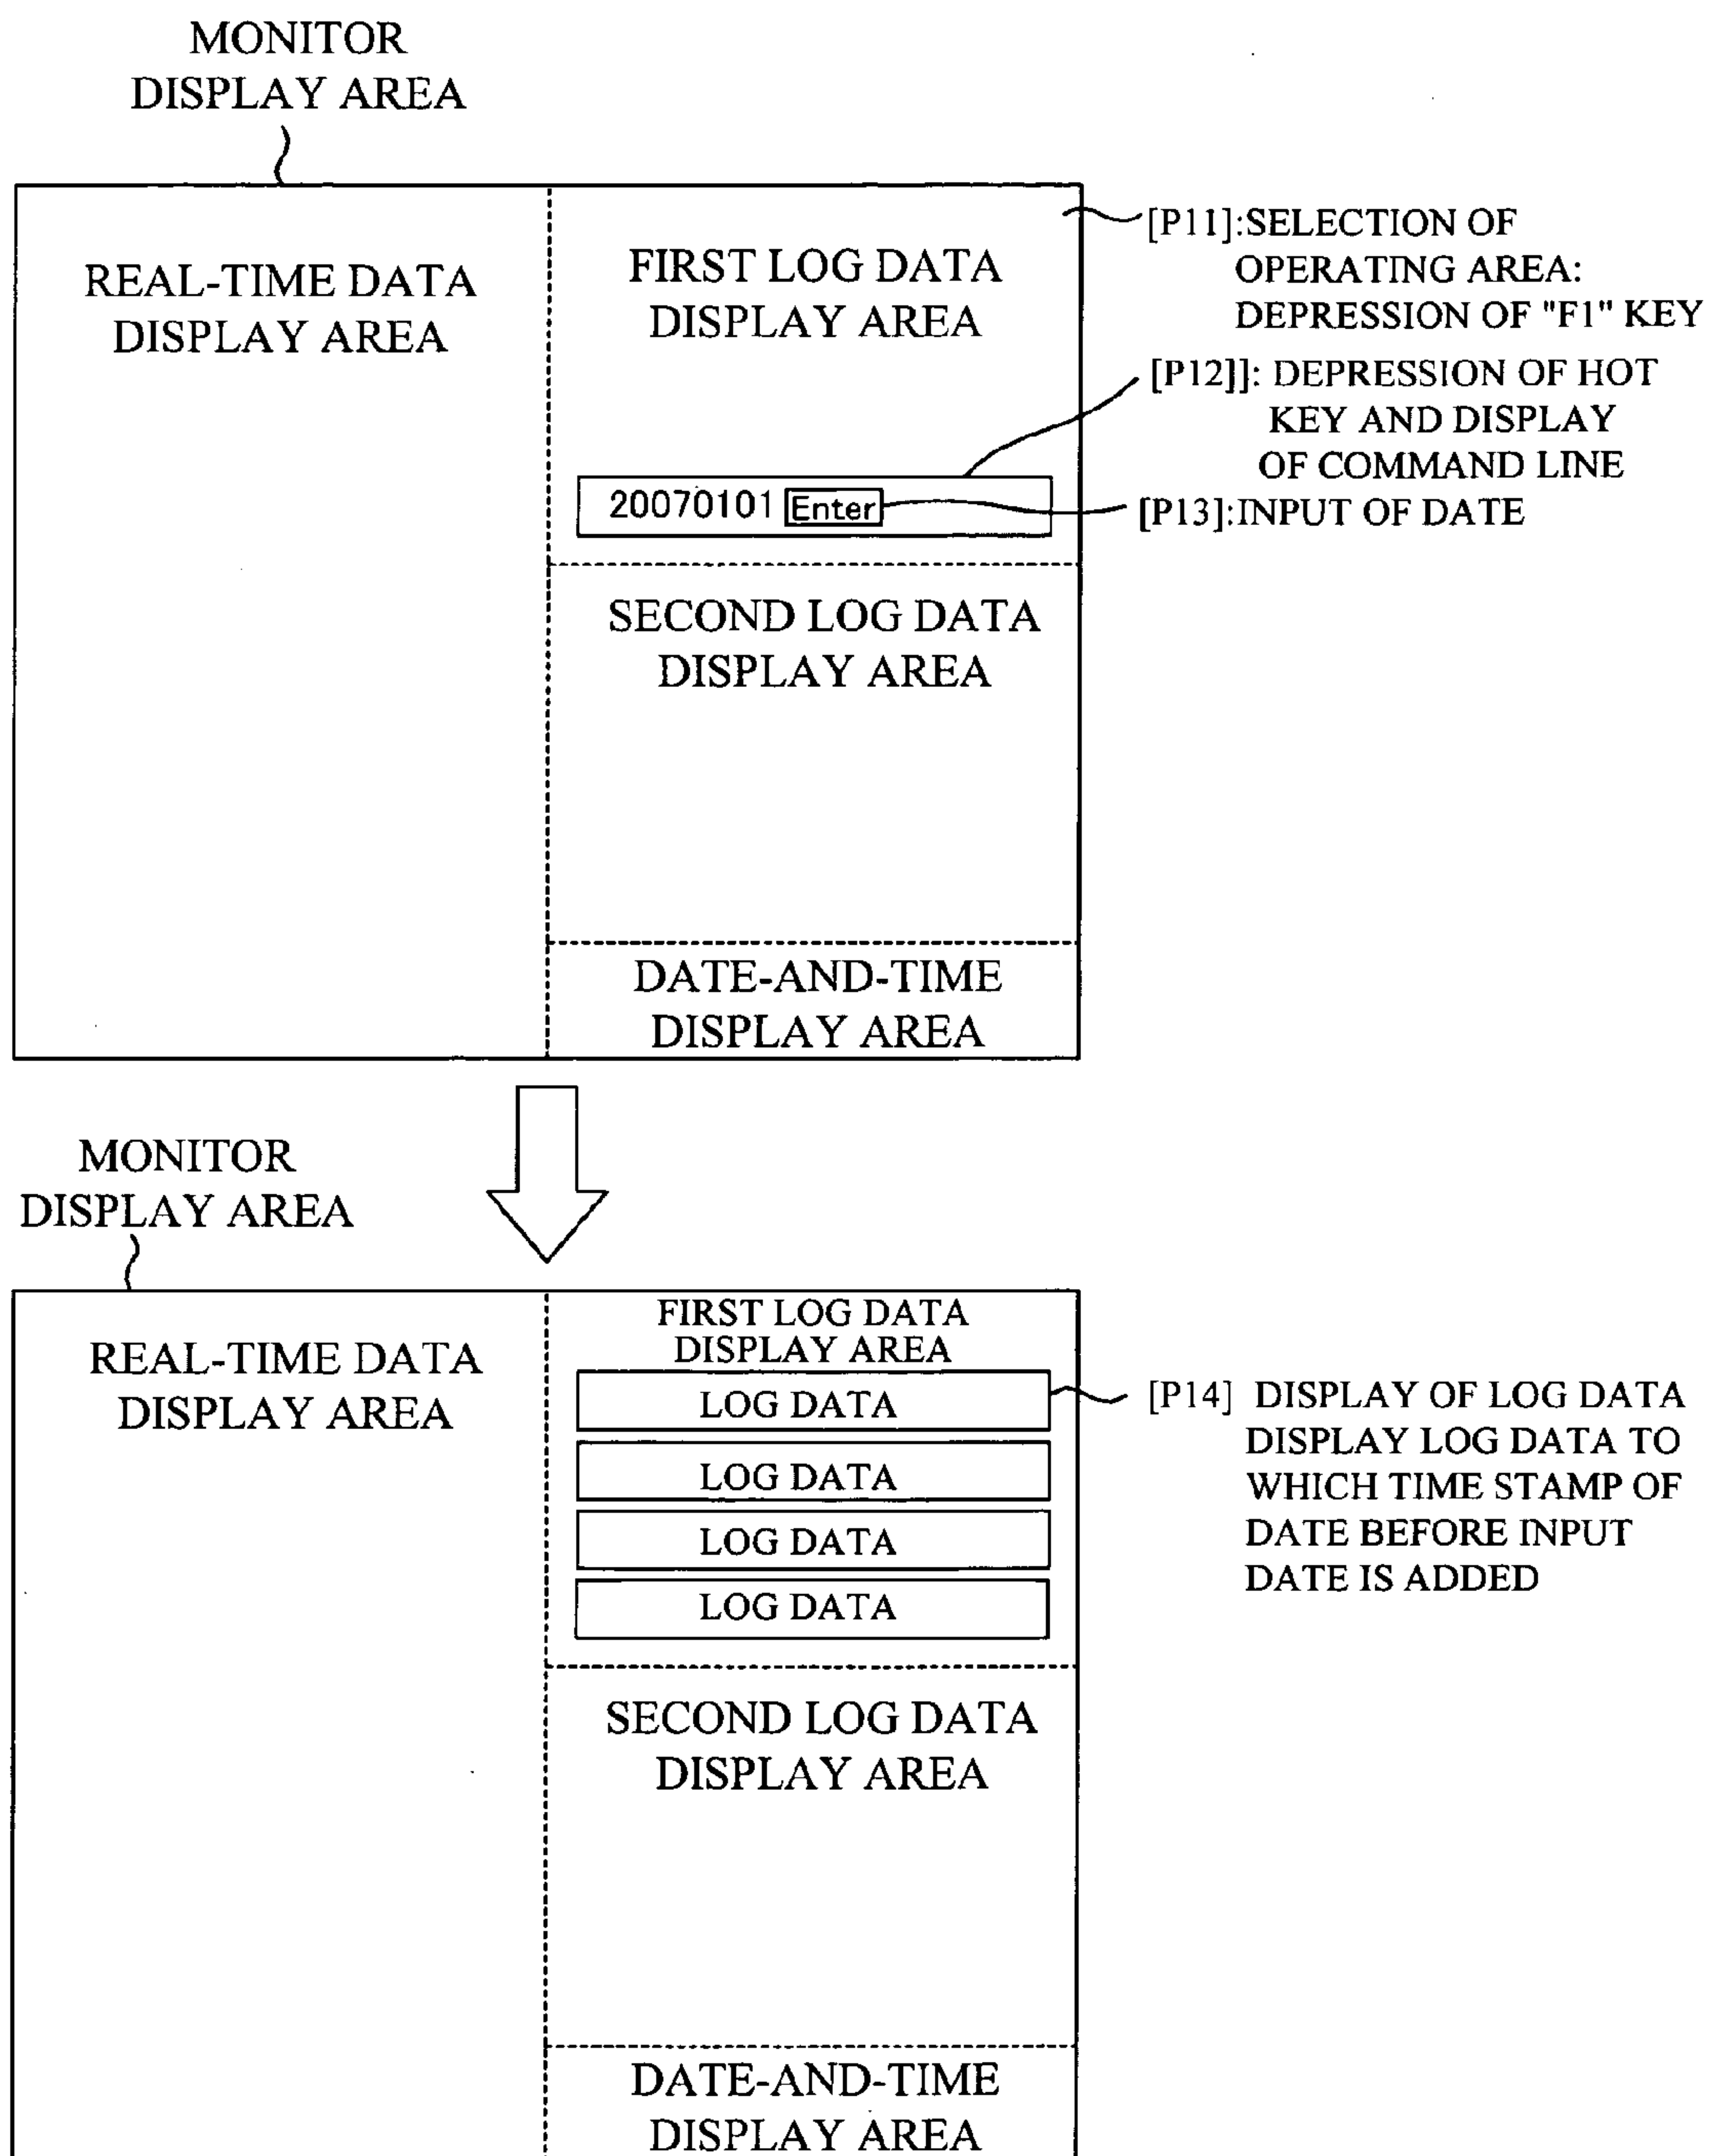 MONITOR
DISPLAY AREA
REAL-TIME DATA
DISPLAY AREA
FIRST LOG DATA
DISPLAY AREA
20070101 Enter
SECOND LOG DATA
DISPLAY AREA
DATE-AND-TIME
DISPLAY AREA
[P11]:SELECTION OF
OPERATING AREA:
DEPRESSION OF "F1" KEY
[P12]]: DEPRESSION OF HOT
KEY AND DISPLAY
OF COMMAND LINE
[P13]:INPUT OF DATE
MONITOR
DISPLAY AREA
REAL-TIME DATA
DISPLAY AREA
FIRST LOG DATA
DISPLAY AREA
LOG DATA
LOG DATA
LOG DATA
LOG DATA
SECOND LOG DATA
DISPLAY AREA
DATE-AND-TIME
DISPLAY AREA
[P14] DISPLAY OF LOG DATA
DISPLAY LOG DATA TO
WHICH TIME STAMP OF
DATE BEFORE INPUT
DATE IS ADDED